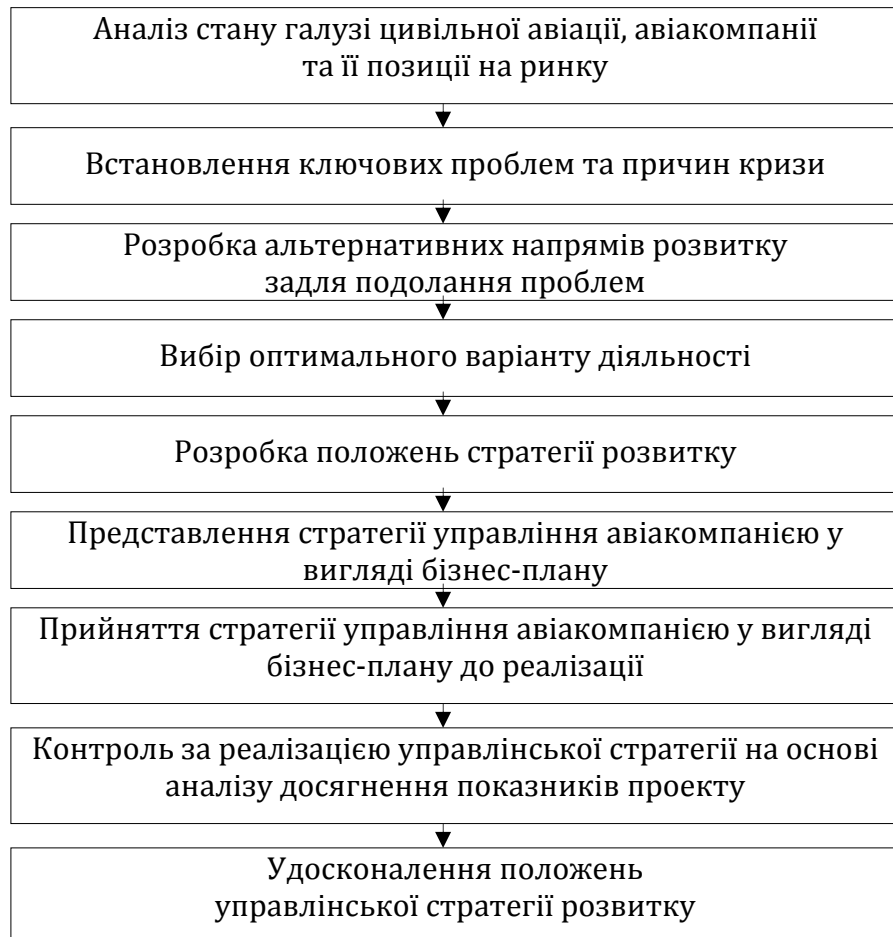 Аналіз стану галузі цивільної авіації, авіакомпанії
та її позиції на ринку
Встановлення ключових проблем та причин кризи
Розробка альтернативних напрямів розвитку
задля подолання проблем
Вибір оптимального варіанту діяльності
Розробка положень стратегії розвитку
Представлення стратегії управління авіакомпанією у
вигляді бізнес-плану
Прийняття стратегії управління авіакомпанією у вигляді
бізнес-плану до реалізації
Контроль за реалізацією управлінської стратегії на основі
аналізу досягнення показників проекту
Удосконалення положень
управлінської стратегії розвитку